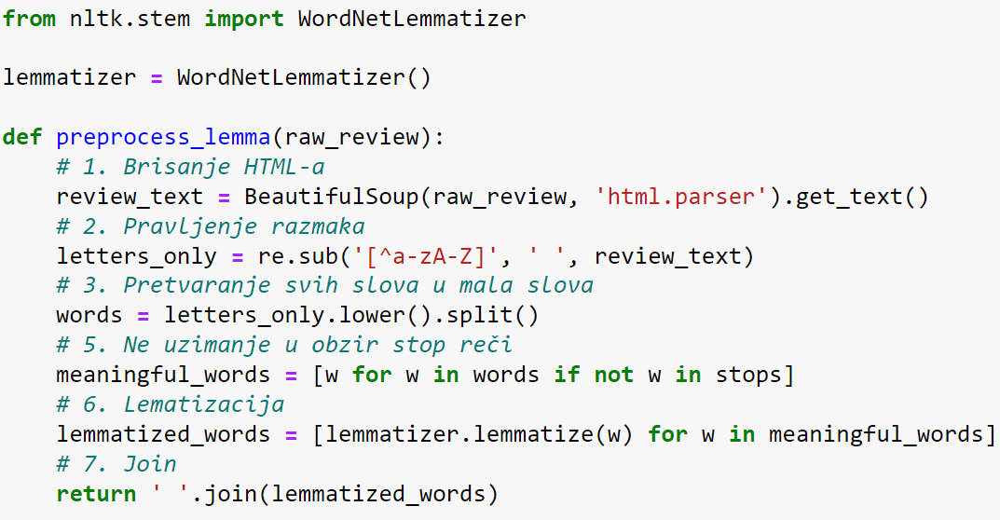 from nltk.stem import WordNetLemmatizer

lemmatizer = WordNetLemmatizer()

def preprocess_lemma(raw_review):
    # 1. Brisanje HTML-a
    review_text = BeautifulSoup(raw_review, 'html.parser').get_text()
    # 2. Pravljenje razmaka
    letters_only = re.sub('[^a-zA-Z]', ' ', review_text)
    # 3. Pretvaranje svih slova u mala slova
    words = letters_only.lower().split()
    # 5. Ne uzimanje u obzir stop reči
    meaningful_words = [w for w in words if not w in stops]
    # 6. Lematizacija
    lemmatized_words = [lemmatizer.lemmatize(w) for w in meaningful_words]
    # 7. Join
    return ' '.join(lemmatized_words)